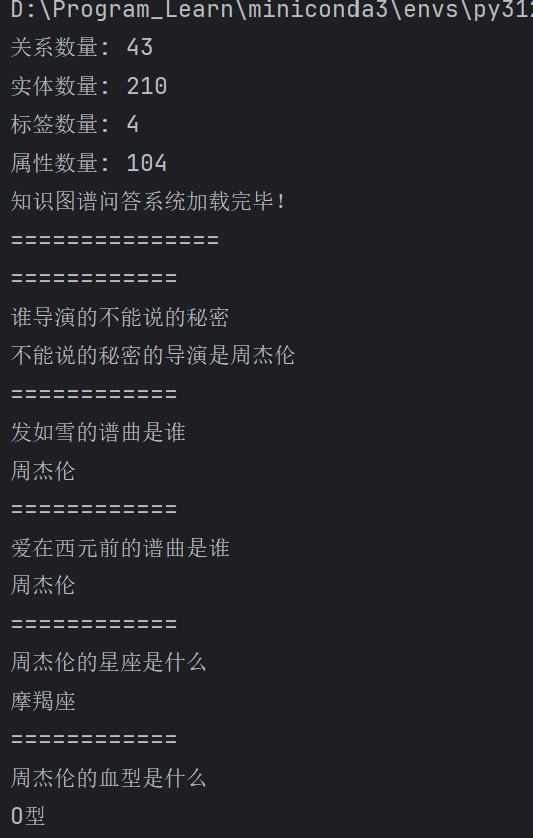 D:\Program_Learn\miniconda3\envs\py312
关系数量: 43
实体数量: 210
标签数量: 4
属性数量: 104
知识图谱问答系统加载完毕!
===============
============
谁导演的不能说的秘密
不能说的秘密的导演是周杰伦
============
发如雪的谱曲是谁
周杰伦
============
爱在西元前的谱曲是谁
周杰伦
============
周杰伦的星座是什么
摩羯座
============
周杰伦的血型是什么
O型